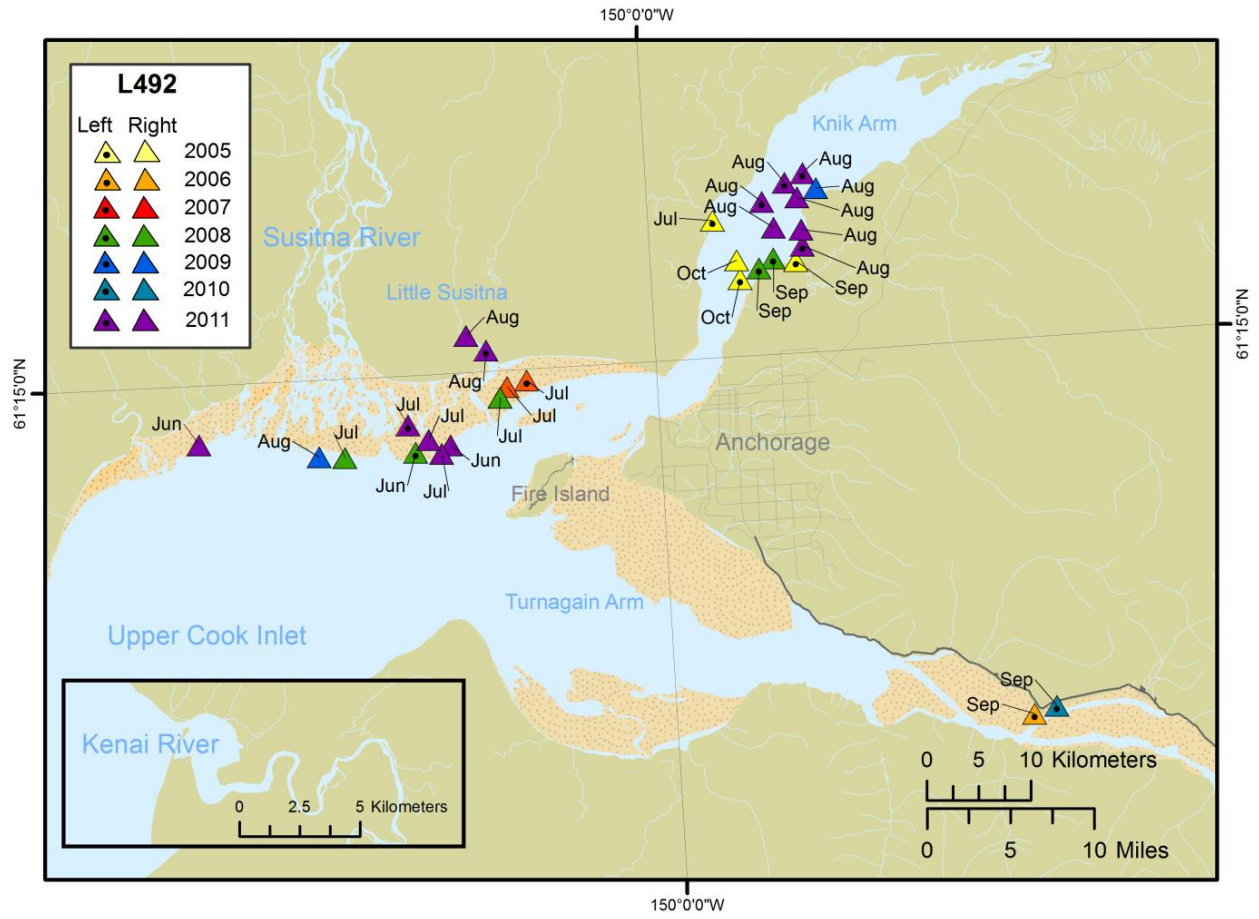 150°0'0"W
L492
Left Right
2005
2006
2007
2008
2009
2010
2011
Knik Arm
Aug
Aug
Aug
Aug
Aug
Aug
Jul
Aug
Aug
Oct
Sep
Sep
Oct
Sep
Susitna River
Little Susitna
Aug
Aug
61°15'0"N
61°15'0"N
Jul
Jul
Jul
Jul
Jul
Jun
Aug
Jul
Jun
Jun
Jul
Anchorage
Fire Island
Turnagain Arm
Upper Cook Inlet
Sep
Sep
Kenai River
0 2.5 5 Kilometers
0 5 10 Kilometers
0 5 10 Miles
150°0'0"W